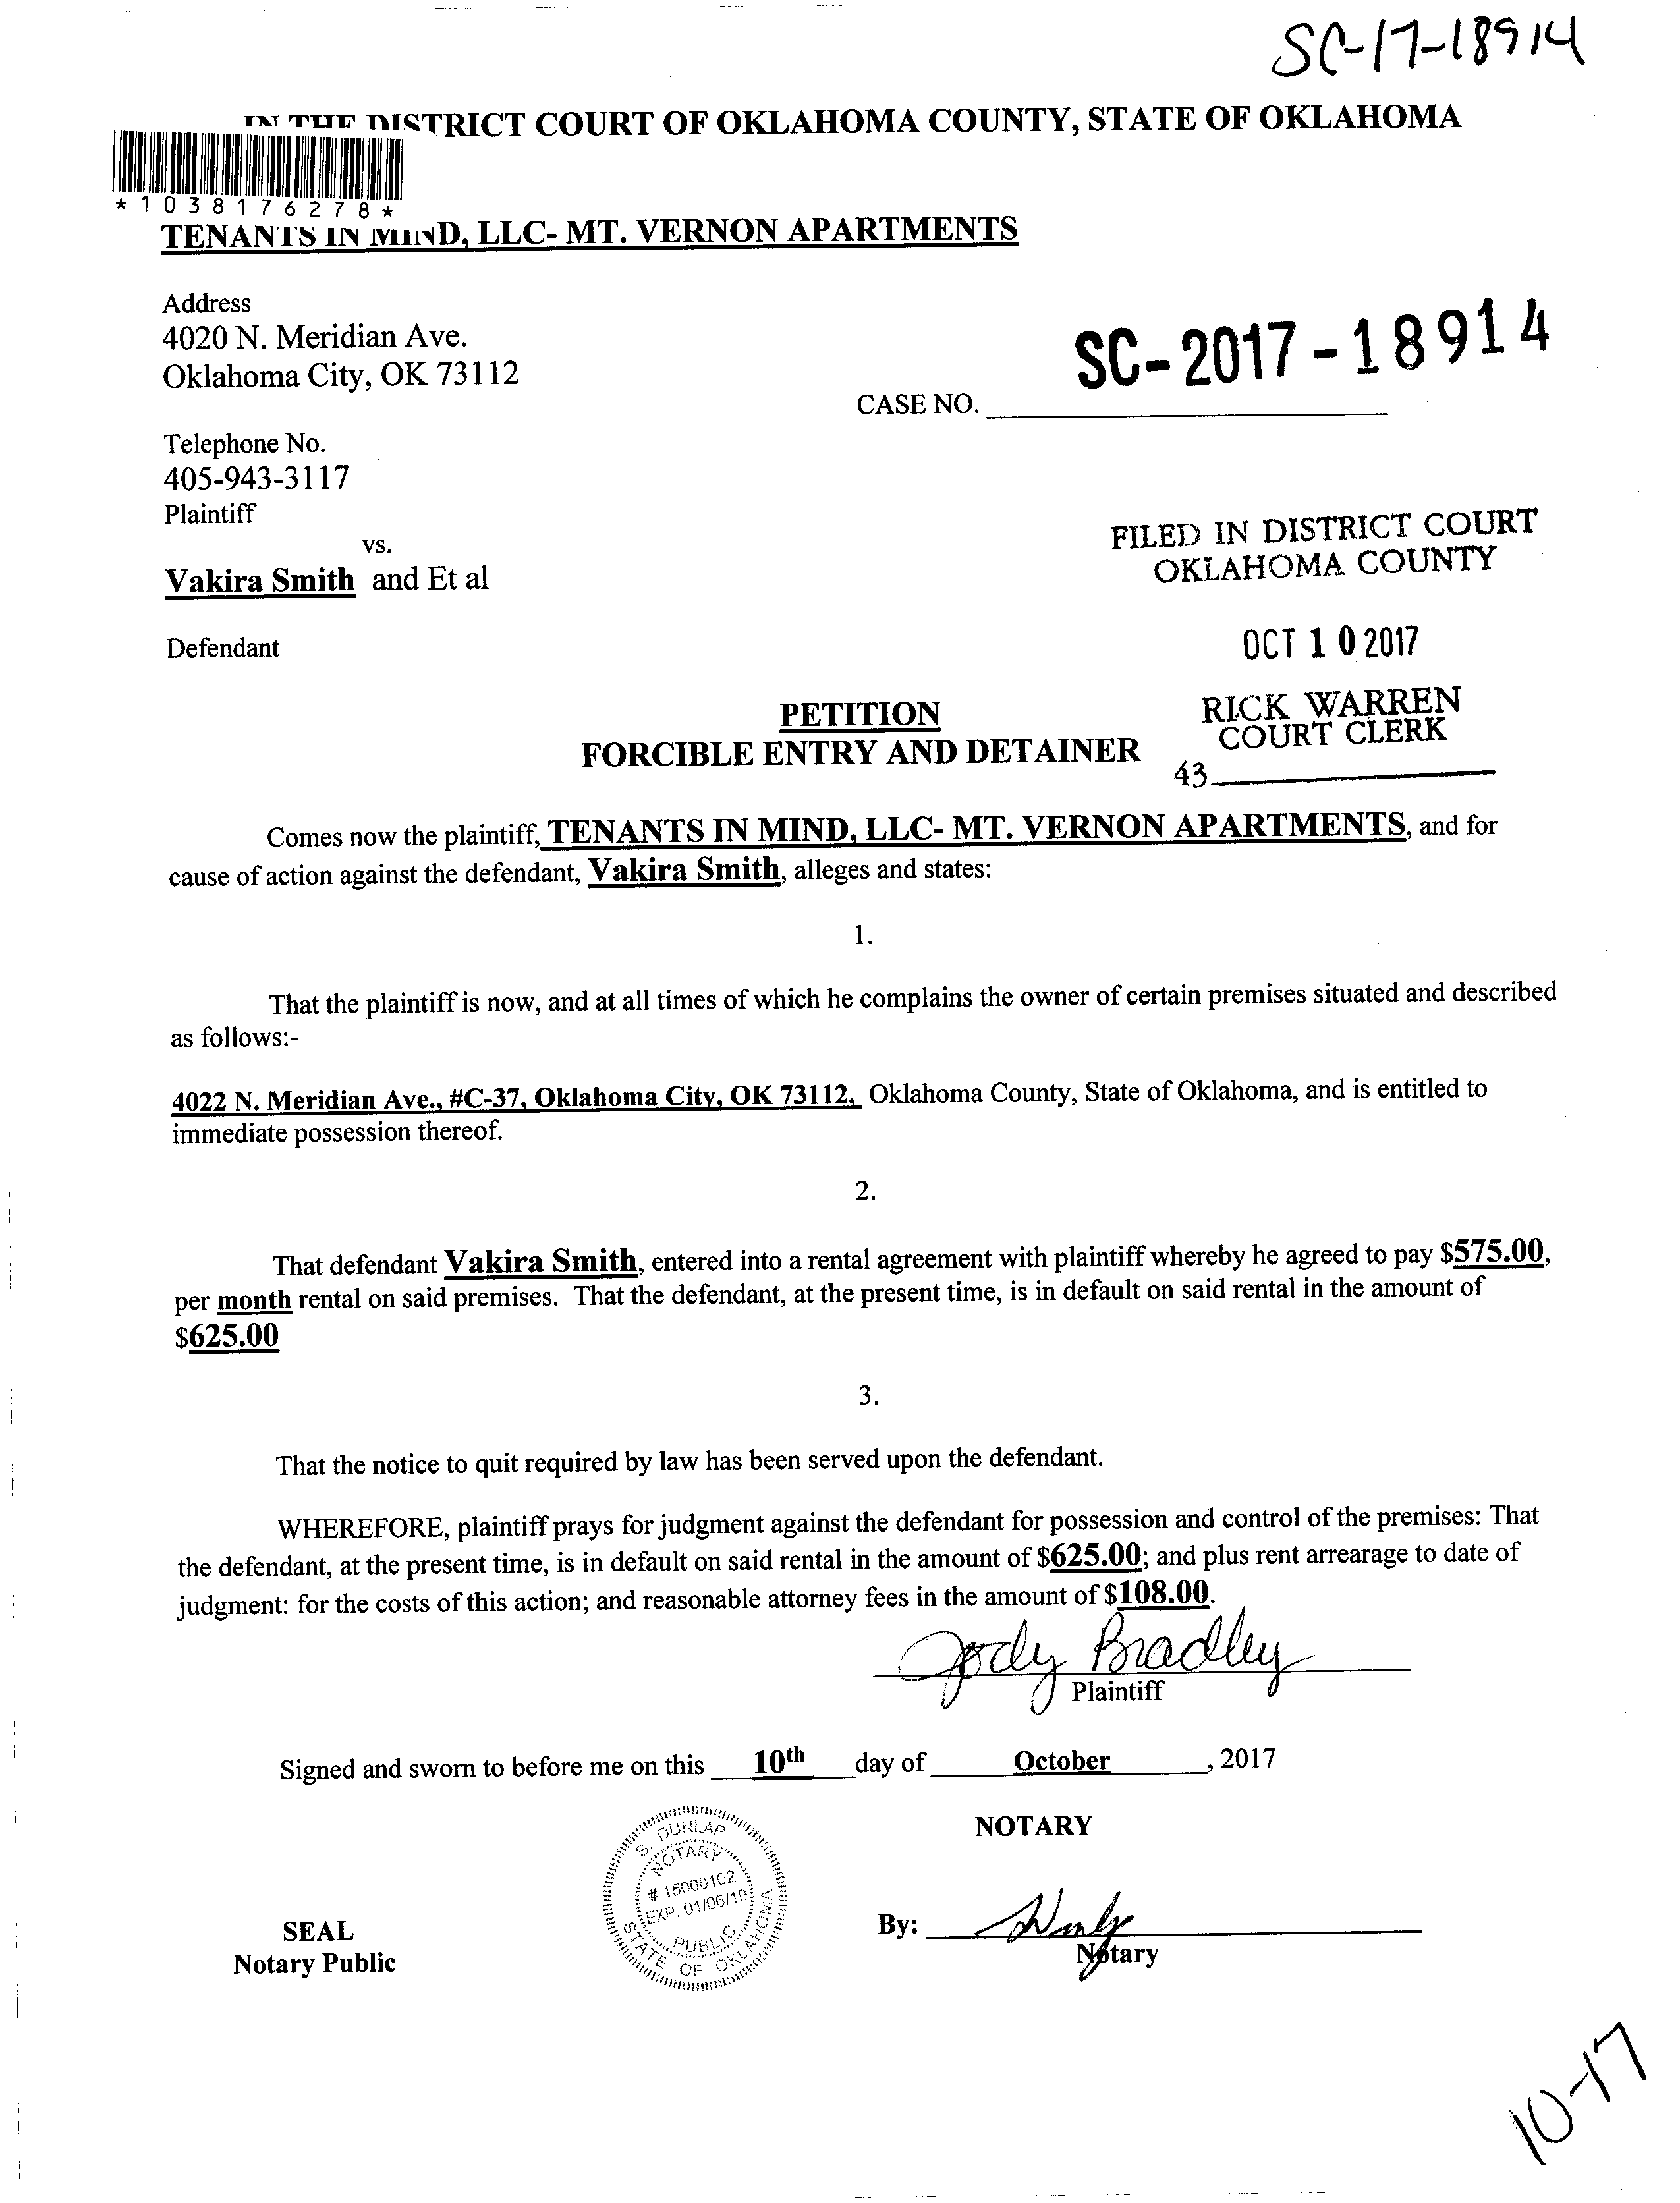 SC-17-18914
IN THE DISTRICT COURT OF OKLAHOMA COUNTY, STATE OF OKLAHOMA
*1038176278*
TENANTS IN MIND, LLC- MT. VERNON APARTMENTS
Address
4020 N. Meridian Ave.
Oklahoma City, OK 73112
SC-2017-18914
CASE NO.
Telephone No.
405-943-3117
Plaintiff
vs.
Vakira Smith and Et al
Defendant
FILED IN DISTRICT COURT
OKLAHOMA COUNTY
OCT 10 2017
RICK WARREN
COURT CLERK
43
PETITION
FORCIBLE ENTRY AND DETAINER
Comes now the plaintiff, TENANTS IN MIND, LLC- MT. VERNON APARTMENTS, and for
cause of action against the defendant, Vakira Smith, alleges and states:
1.
That the plaintiff is now, and at all times of which he complains the owner of certain premises situated and described
as follows:-
4022 N. Meridian Ave., #C-37, Oklahoma City, OK 73112, Oklahoma County, State of Oklahoma, and is entitled to
immediate possession thereof.
2.
That defendant Vakira Smith, entered into a rental agreement with plaintiff whereby he agreed to pay $575.00,
per month rental on said premises. That the defendant, at the present time, is in default on said rental in the amount of
$625.00
3.
That the notice to quit required by law has been served upon the defendant.
WHEREFORE, plaintiff prays for judgment against the defendant for possession and control of the premises: That
the defendant, at the present time, is in default on said rental in the amount of $625.00; and plus rent arrearage to date of
judgment: for the costs of this action; and reasonable attorney fees in the amount of $108.00.
Jody Bradley
Plaintiff
Signed and sworn to before me on this 10th day of October, 2017
NOTARY
S. DUNLAP
NOTARY
# 15000102
EXP. 01/06/19
PUBLIC
STATE OF OKLAHOMA
SEAL
Notary Public
By:
Notary
10-17